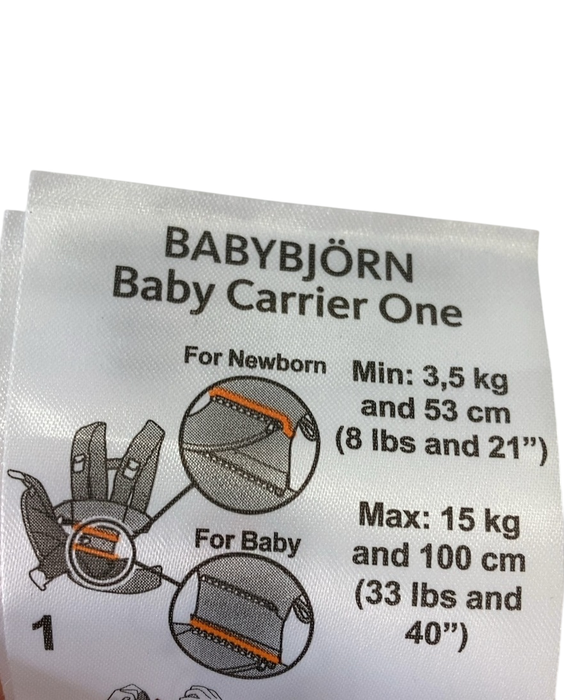 BABYBJÖRN
Baby Carrier One
For Newborn
Min: 3,5 kg
and 53 cm
(8 lbs and 21”)
For Baby
Max: 15 kg
and 100 cm
(33 lbs and
40”)
1